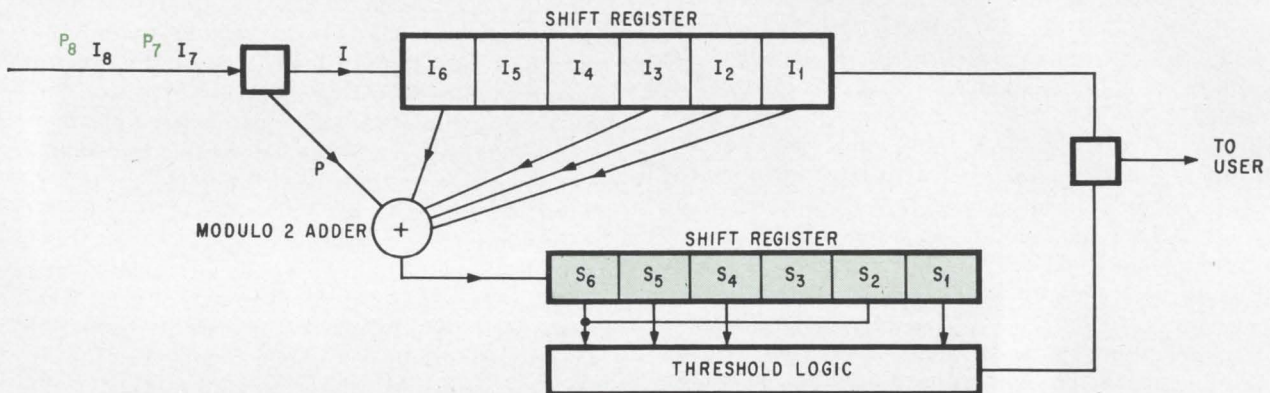 SHIFT REGISTER
P8 I8 P7 I7
I
I6 I5 I4 I3 I2 I1
P
MODULO 2 ADDER
+
TO
USER
SHIFT REGISTER
S6 S5 S4 S3 S2 S1
THRESHOLD LOGIC